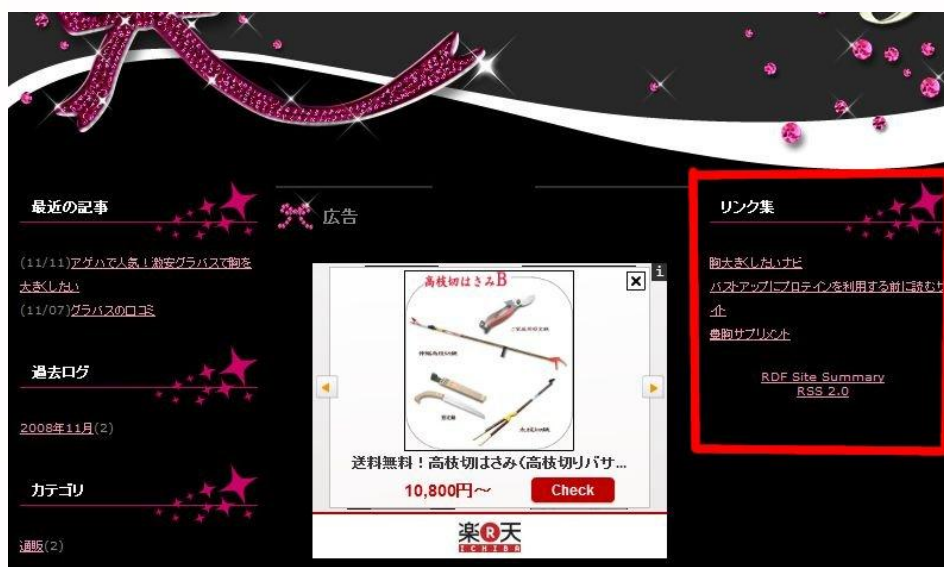 最近の記事
(11/11)アゲハで人気!激安グラバスで胸を
大きくしたい
(11/07)グラバスの口コミ
過去ログ
2008年11月(2)
カテゴリ
通販(2)
広告
i
高枝切はさみB
送料無料!高枝切はさみ(高枝切りバサ...
10,800円〜
Check
楽R天
ICHIBA
リンク集
胸大きくしたいナビ
バストアップにプロテインを利用する前に読むサ
イト
豊胸サプリメント
RDF Site Summary
RSS 2.0